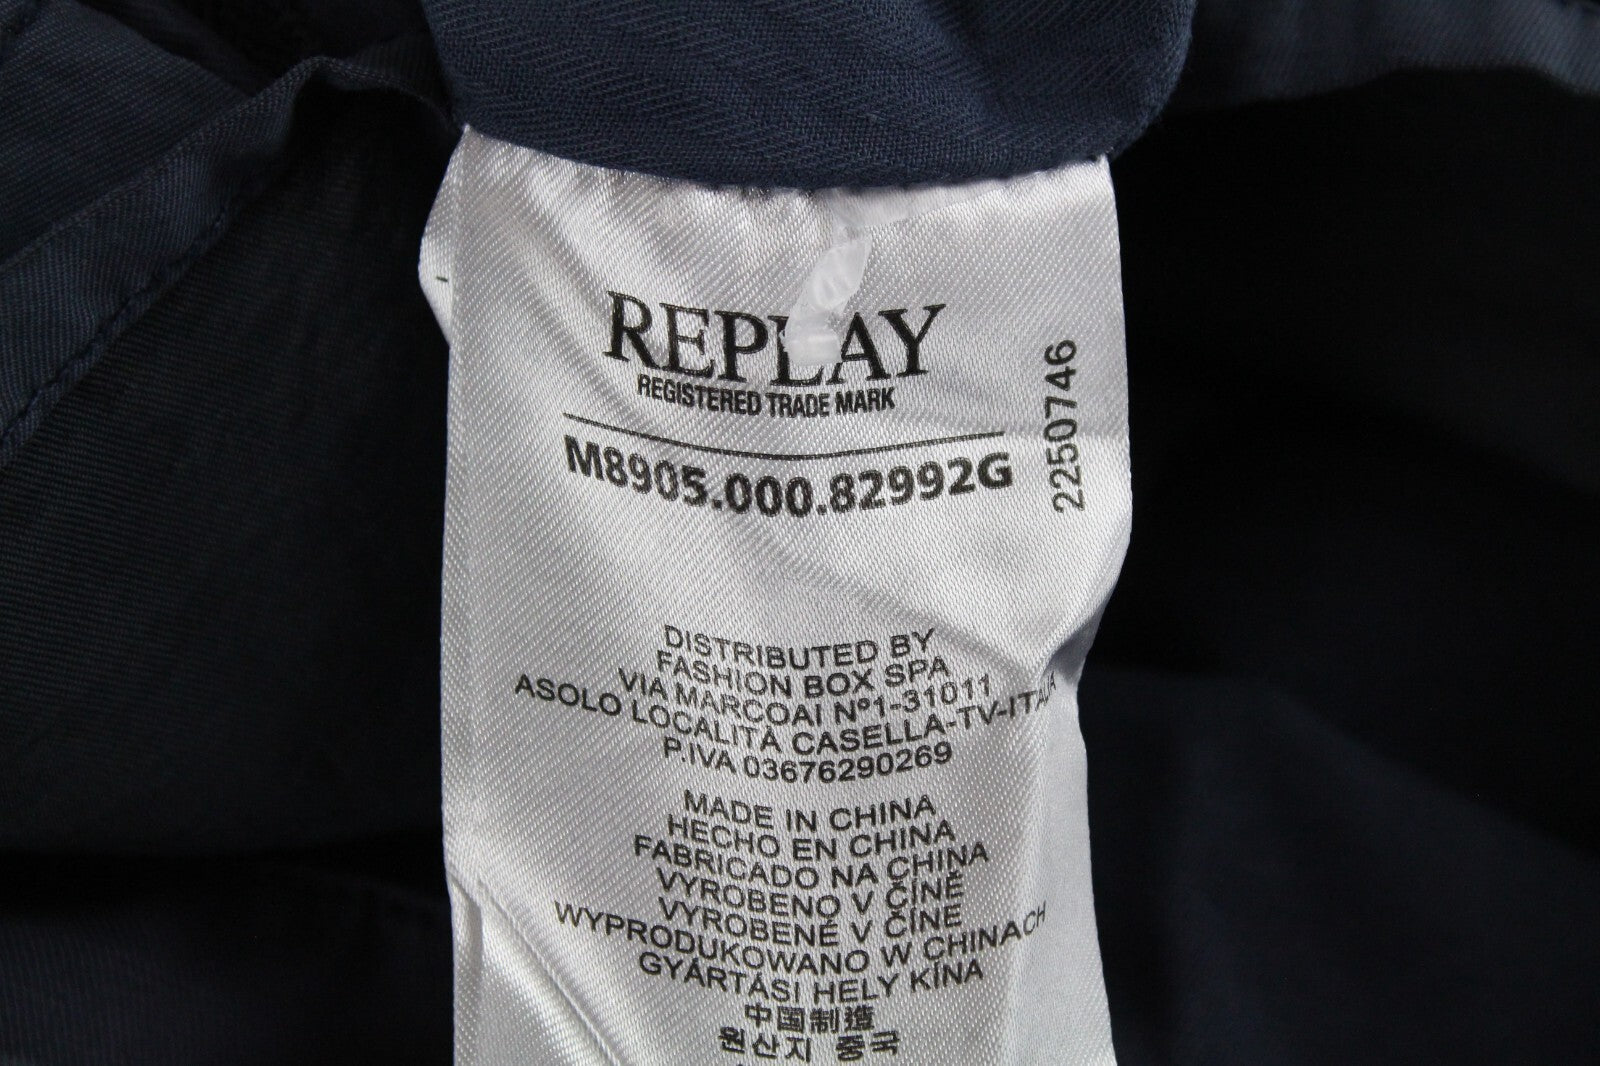 REPLAY
REGISTERED TRADE MARK
M8905.000.82992G
2250746
DISTRIBUTED BY
FASHION BOX SPA
VIA MARCOAI Nº1-31011
ASOLO LOCALITÀ CASELLA-TV-ITALIA
P.IVA 03676290269
MADE IN CHINA
HECHO EN CHINA
FABRICADO NA CHINA
VYROBENO V ČÍNĚ
VYROBENÉ V ČÍNE
WYPRODUKOWANO W CHINACH
GYÁRTÁSI HELY KÍNA
中国制造
원산지 중국